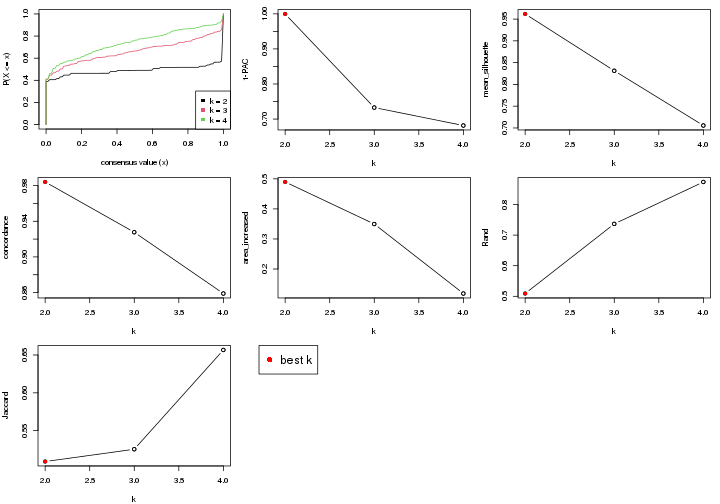 P(X <= x)
0.0 0.2 0.4 0.6 0.8 1.0
k = 2
k = 3
k = 4
0.0 0.2 0.4 0.6 0.8 1.0
consensus value (x)
1-PAC
0.70 0.80 0.90 1.00
2.0 2.5 3.0 3.5 4.0
k
mean_silhouette
0.70 0.75 0.80 0.85 0.90 0.95
2.0 2.5 3.0 3.5 4.0
k
concordance
0.86 0.90 0.94 0.98
2.0 2.5 3.0 3.5 4.0
k
area_increased
0.2 0.3 0.4 0.5
2.0 2.5 3.0 3.5 4.0
k
Rand
0.5 0.6 0.7 0.8
2.0 2.5 3.0 3.5 4.0
k
Jaccard
0.55 0.60 0.65
2.0 2.5 3.0 3.5 4.0
k
best k